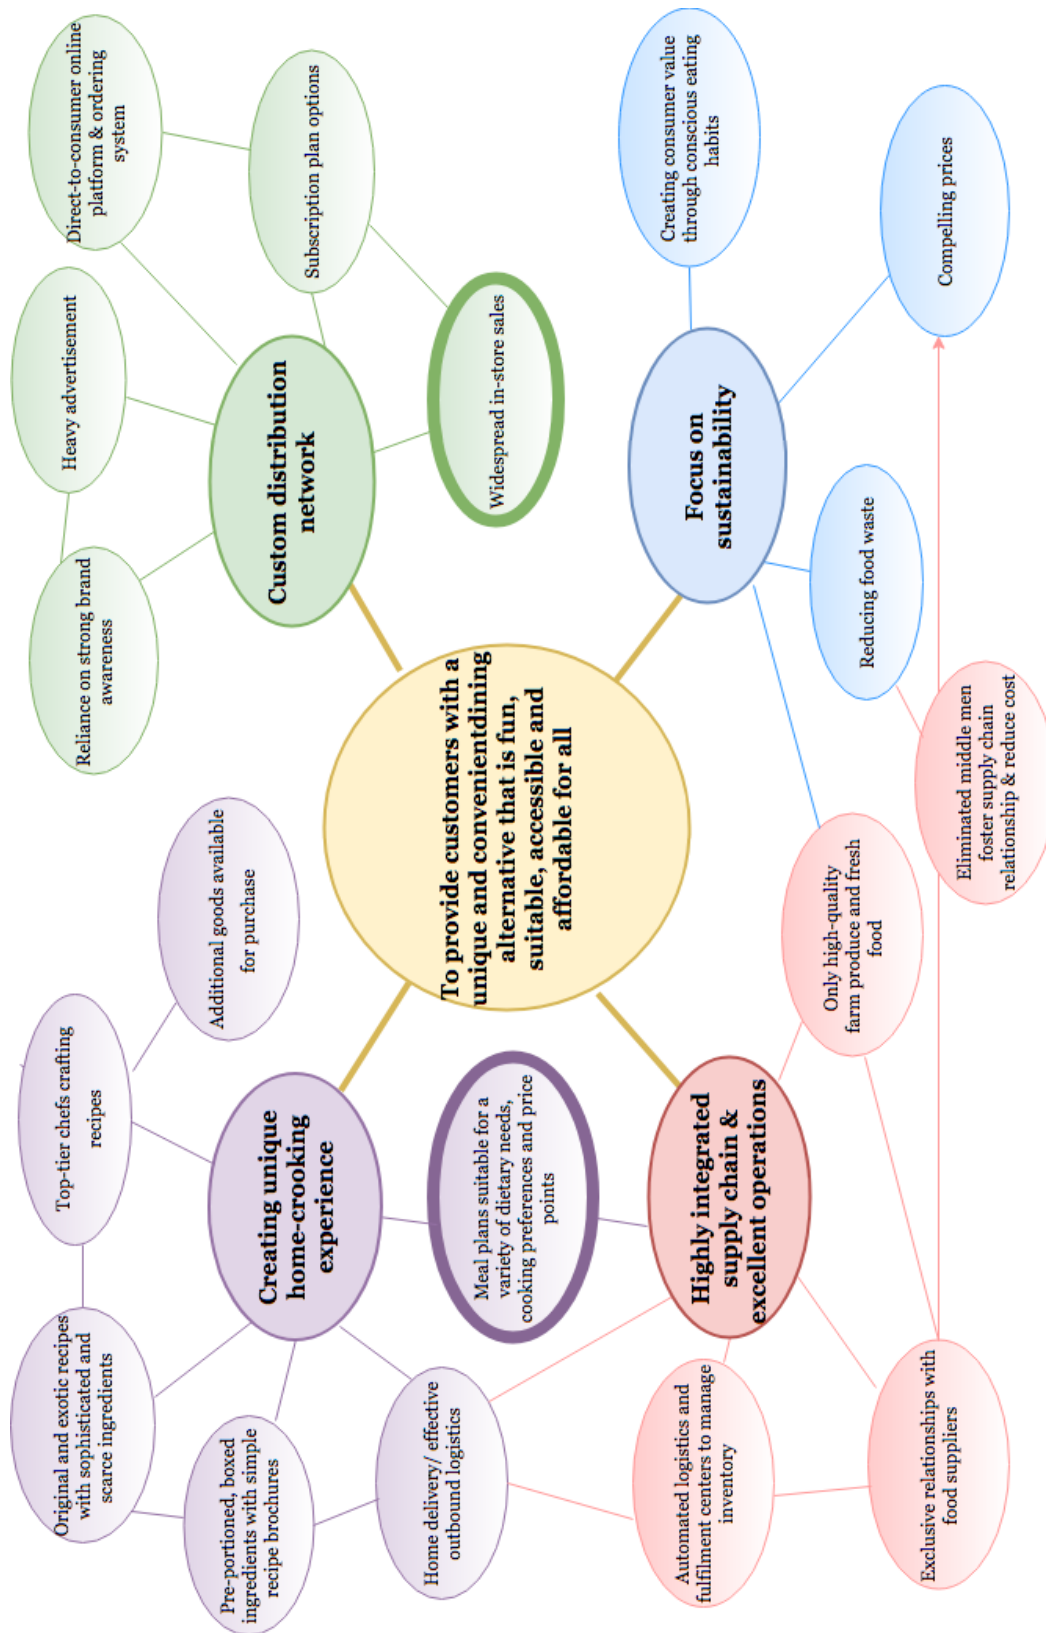 Original and exotic recipes
with sophisticated and
scarce ingredients
Top-tier chefs crafting
recipes
Additional goods available
for purchase
Pre-portioned, boxed
ingredients with simple
recipe brochures
Home delivery/ effective
outbound logistics
Creating unique
home-crooking
experience
Meal plans suitable for a
variety of dietary needs,
cooking preferences and price
points
Reliance on strong brand
awareness
Heavy advertisement
Direct-to-consumer online
platform & ordering
system
Subscription plan options
Custom distribution
network
Widespread in-store sales
To provide customers with a
unique and convenientdining
alternative that is fun,
suitable, accessible and
affordable for all
Automated logistics and
fulfilment centers to manage
inventory
Highly integrated
supply chain &
excellent operations
Only high-quality
farm produce and fresh
food
Exclusive relationships with
food suppliers
Eliminated middle men
foster supply chain
relationship & reduce cost
Focus on
sustainability
Creating consumer value
through conscious eating
habits
Reducing food waste
Compelling prices